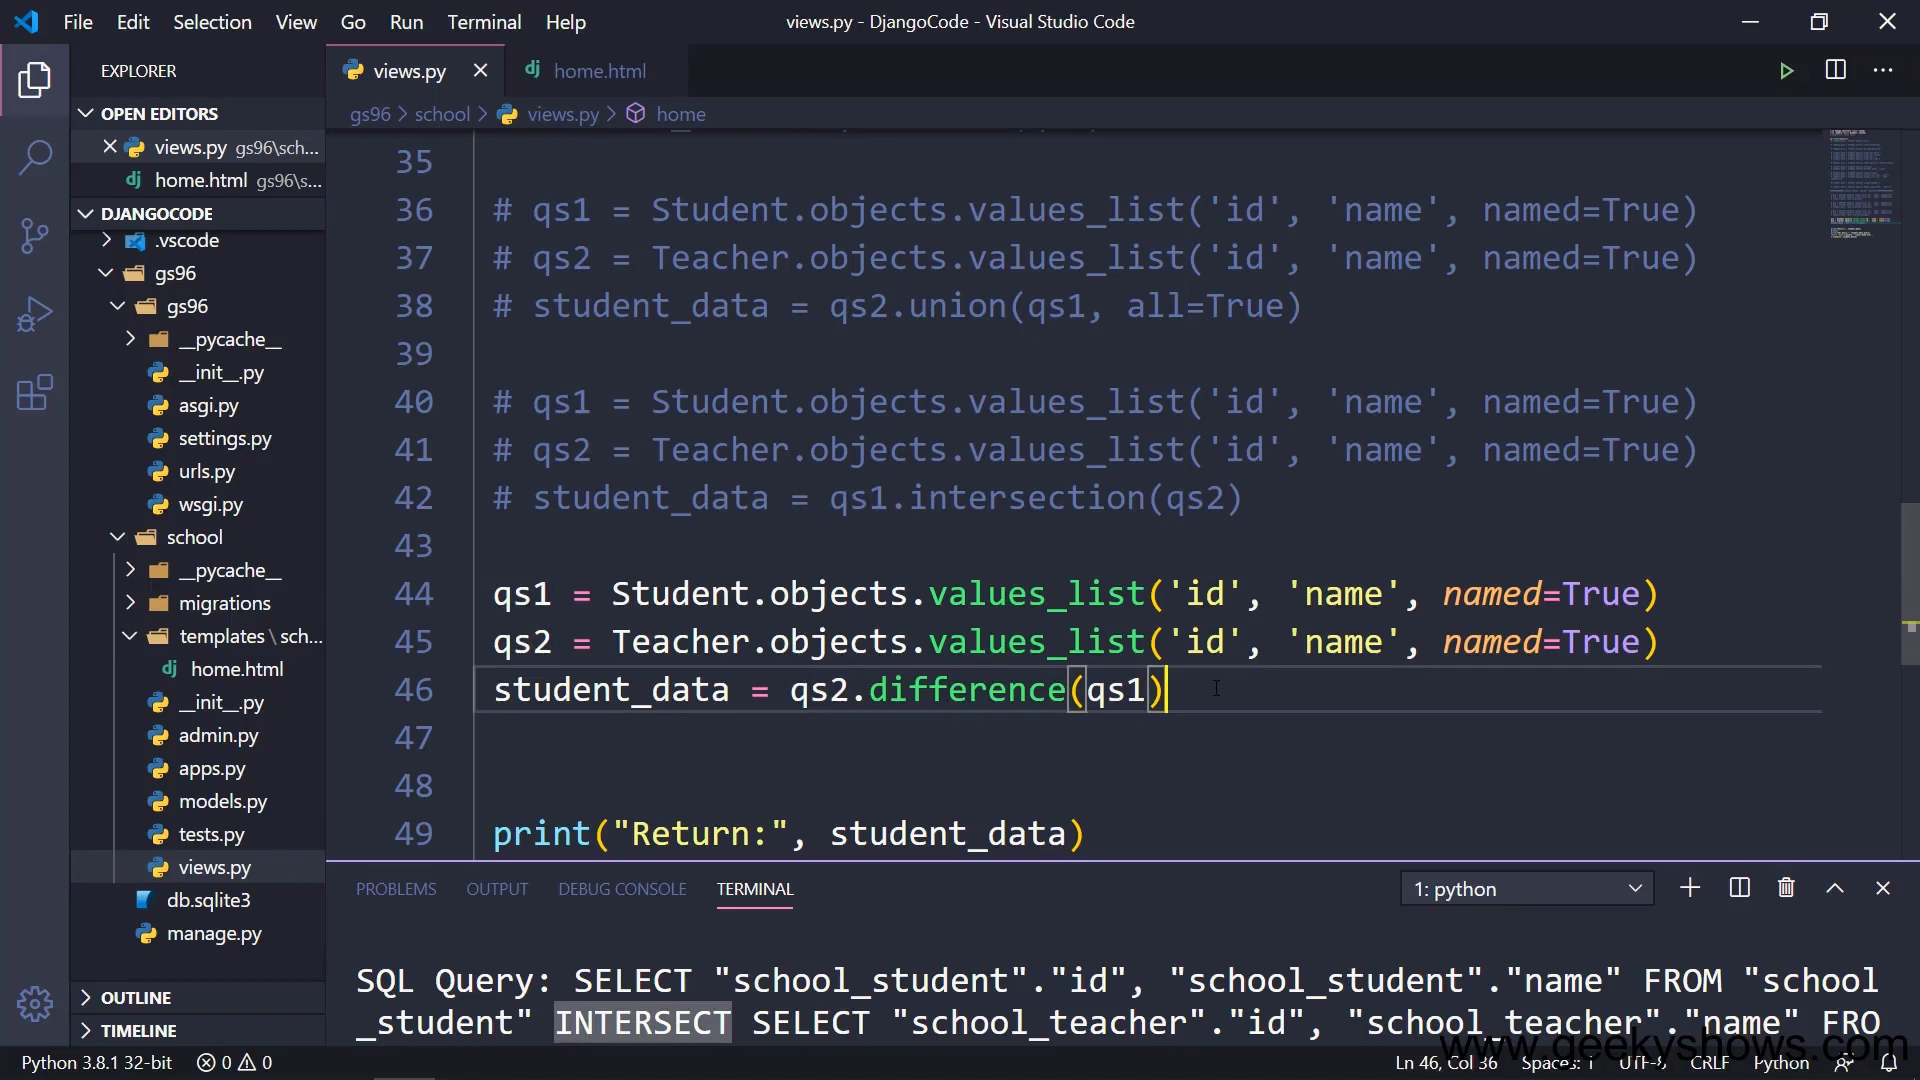 File Edit Selection View Go Run Terminal Help
views.py - DjangoCode - Visual Studio Code
EXPLORER
OPEN EDITORS
views.py gs96\sch...
home.html gs96\s...
DJANGOCODE
.vscode
gs96
gs96
__pycache__
__init__.py
asgi.py
settings.py
urls.py
wsgi.py
school
__pycache__
migrations
templates \ sch...
home.html
__init__.py
admin.py
apps.py
models.py
tests.py
views.py
db.sqlite3
manage.py
OUTLINE
TIMELINE
views.py
home.html
gs96 > school > views.py > home
35
36 # qs1 = Student.objects.values_list('id', 'name', named=True)
37 # qs2 = Teacher.objects.values_list('id', 'name', named=True)
38 # student_data = qs2.union(qs1, all=True)
39
40 # qs1 = Student.objects.values_list('id', 'name', named=True)
41 # qs2 = Teacher.objects.values_list('id', 'name', named=True)
42 # student_data = qs1.intersection(qs2)
43
44 qs1 = Student.objects.values_list('id', 'name', named=True)
45 qs2 = Teacher.objects.values_list('id', 'name', named=True)
46 student_data = qs2.difference(qs1)
47
48
49 print("Return:", student_data)
PROBLEMS OUTPUT DEBUG CONSOLE TERMINAL
1: python
SQL Query: SELECT "school_student"."id", "school_student"."name" FROM "school
_student" INTERSECT SELECT "school_teacher"."id", "school_teacher"."name" FRO
www.geekyshows.com
Python 3.8.1 32-bit 0 0
Ln 46, Col 36 Spaces: 1 UTF-8 CRLF Python